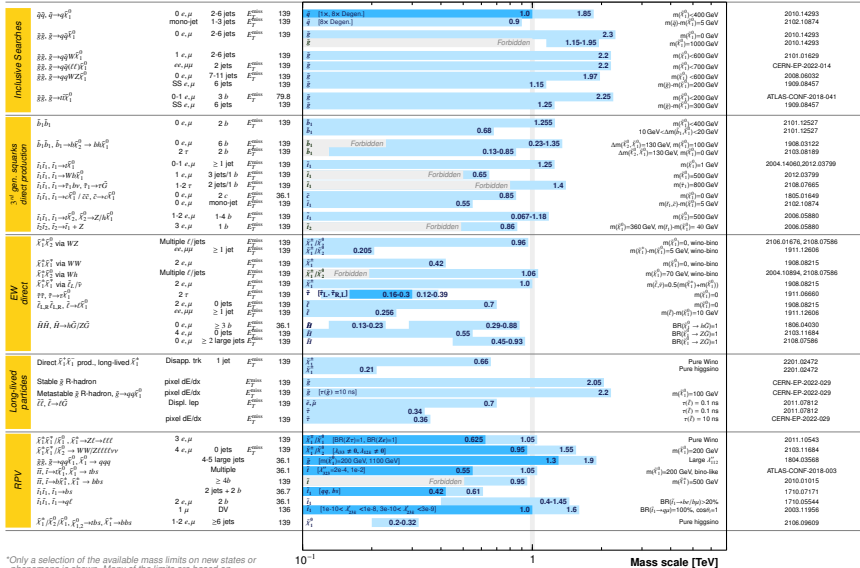 Inclusive Searches
q̃q̃, q̃→qχ̃₁⁰ 0 e, μ 2-6 jets E_T^miss 139 q̃ [1×, 8× Degen.] 1.0 1.85 m(χ̃₁⁰)<400 GeV 2010.14293
mono-jet 1-3 jets E_T^miss 139 q̃ [8× Degen.] 0.9 m(q̃)-m(χ̃₁⁰)=5 GeV 2102.10874
g̃g̃, g̃→qq̄χ̃₁⁰ 0 e, μ 2-6 jets E_T^miss 139 g̃ 2.3 m(χ̃₁⁰)=0 GeV 2010.14293
g̃ Forbidden 1.15-1.95 m(χ̃₁⁰)=1000 GeV 2010.14293
g̃g̃, g̃→qq̄Wχ̃₁⁰ 1 e, μ 2-6 jets 139 g̃ 2.2 m(χ̃₁⁰)<600 GeV 2101.01629
g̃g̃, g̃→qq̄(ℓℓ)χ̃₁⁰ ee, μμ 2 jets E_T^miss 139 g̃ 2.2 m(χ̃₁⁰)<700 GeV CERN-EP-2022-014
g̃g̃, g̃→qqWZχ̃₁⁰ 0 e, μ 7-11 jets E_T^miss 139 g̃ 1.97 m(χ̃₁⁰)<600 GeV 2008.06032
SS e, μ 6 jets 139 g̃ 1.15 m(g̃)-m(χ̃₁⁰)=200 GeV 1909.08457
g̃g̃, g̃→tt̄χ̃₁⁰ 0-1 e, μ 3 b E_T^miss 79.8 g̃ 2.25 m(χ̃₁⁰)<200 GeV ATLAS-CONF-2018-041
SS e, μ 6 jets 139 g̃ 1.25 m(g̃)-m(χ̃₁⁰)=300 GeV 1909.08457
3rd gen. squarks
direct production
b̃₁b̃₁ 0 e, μ 2 b E_T^miss 139 b̃₁ 1.255 m(χ̃₁⁰)<400 GeV 2101.12527
b̃₁ 0.68 10 GeV<Δm(b̃₁,χ̃₁⁰)<20 GeV 2101.12527
b̃₁b̃₁, b̃₁→bχ̃₂⁰ → bhχ̃₁⁰ 0 e, μ 6 b E_T^miss 139 b̃₁ Forbidden 0.23-1.35 Δm(χ̃₂⁰,χ̃₁⁰)=130 GeV, m(χ̃₁⁰)=100 GeV 1908.03122
2 τ 2 b E_T^miss 139 b̃₁ 0.13-0.85 Δm(χ̃₂⁰,χ̃₁⁰)=130 GeV, m(χ̃₁⁰)=0 GeV 2103.08189
t̃₁t̃₁, t̃₁→tχ̃₁⁰ 0-1 e, μ ≥ 1 jet E_T^miss 139 t̃₁ 1.25 m(χ̃₁⁰)=1 GeV 2004.14060,2012.03799
t̃₁t̃₁, t̃₁→Wbχ̃₁⁰ 1 e, μ 3 jets/1 b E_T^miss 139 t̃₁ Forbidden 0.65 m(χ̃₁⁰)=500 GeV 2012.03799
t̃₁t̃₁, t̃₁→τ̃₁bν, τ̃₁→τG̃ 1-2 τ 2 jets/1 b E_T^miss 139 t̃₁ Forbidden 1.4 m(τ̃₁)=800 GeV 2108.07665
t̃₁t̃₁, t̃₁→cχ̃₁⁰ / c̃c̃, c̃→cχ̃₁⁰ 0 e, μ 2 c E_T^miss 36.1 c̃ 0.85 m(χ̃₁⁰)=0 GeV 1805.01649
0 e, μ mono-jet E_T^miss 139 t̃₁ 0.55 m(t̃₁,c̃)-m(χ̃₁⁰)=5 GeV 2102.10874
t̃₁t̃₁, t̃₁→tχ̃₂⁰, χ̃₂⁰→Z/hχ̃₁⁰ 1-2 e, μ 1-4 b E_T^miss 139 t̃₁ 0.067-1.18 m(χ̃₂⁰)=500 GeV 2006.05880
t̃₂t̃₂, t̃₂→t̃₁ + Z 3 e, μ 1 b E_T^miss 139 t̃₂ Forbidden 0.86 m(χ̃₁⁰)=360 GeV, m(t̃₁)-m(χ̃₁⁰)= 40 GeV 2006.05880
EW
direct
χ̃₁±χ̃₂⁰ via WZ Multiple ℓ/jets E_T^miss 139 χ̃₁±/χ̃₂⁰ 0.96 m(χ̃₁⁰)=0, wino-bino 2106.01676, 2108.07586
ee, μμ ≥ 1 jet E_T^miss 139 χ̃₁±/χ̃₂⁰ 0.205 m(χ̃₁±)-m(χ̃₁⁰)=5 GeV, wino-bino 1911.12606
χ̃₁±χ̃₁∓ via WW 2 e, μ E_T^miss 139 χ̃₁± 0.42 m(χ̃₁⁰)=0, wino-bino 1908.08215
χ̃₁±χ̃₂⁰ via Wh Multiple ℓ/jets E_T^miss 139 χ̃₁±/χ̃₂⁰ Forbidden 1.06 m(χ̃₁⁰)=70 GeV, wino-bino 2004.10894, 2108.07586
χ̃₁±χ̃₁∓ via ℓ̃_L/ν̃ 2 e, μ E_T^miss 139 χ̃₁± 1.0 m(ℓ̃,ν̃)=0.5(m(χ̃₁±)+m(χ̃₁⁰)) 1908.08215
τ̃τ̃, τ̃→τχ̃₁⁰ 2 τ E_T^miss 139 τ̃ [τ̃_L, τ̃_R,L] 0.16-0.3 0.12-0.39 m(χ̃₁⁰)=0 1911.06660
ℓ̃_L,Rℓ̃_L,R, ℓ̃→ℓχ̃₁⁰ 2 e, μ 0 jets E_T^miss 139 ℓ̃ 0.7 m(χ̃₁⁰)=0 1908.08215
ee, μμ ≥ 1 jet E_T^miss 139 ℓ̃ 0.256 m(ℓ̃)-m(χ̃₁⁰)=10 GeV 1911.12606
H̃H̃, H̃→hG̃/ZG̃ 0 e, μ ≥ 3 b E_T^miss 36.1 H̃ 0.13-0.23 0.29-0.88 BR(χ̃₁⁰ → hG̃)=1 1806.04030
4 e, μ 0 jets E_T^miss 139 H̃ 0.55 BR(χ̃₁⁰ → ZG̃)=1 2103.11684
0 e, μ ≥ 2 large jets E_T^miss 139 H̃ 0.45-0.93 BR(χ̃₁⁰ → ZG̃)=1 2108.07586
Long-lived
particles
Direct χ̃₁⁺χ̃₁⁻ prod., long-lived χ̃₁± Disapp. trk 1 jet E_T^miss 139 χ̃₁± 0.66 Pure Wino 2201.02472
χ̃₁± 0.21 Pure higgsino 2201.02472
Stable g̃ R-hadron pixel dE/dx E_T^miss 139 g̃ 2.05 CERN-EP-2022-029
Metastable g̃ R-hadron, g̃→qqχ̃₁⁰ pixel dE/dx E_T^miss 139 g̃ [τ(g̃) =10 ns] 2.2 m(χ̃₁⁰)=100 GeV CERN-EP-2022-029
ℓ̃ℓ̃, ℓ̃→ℓG̃ Displ. lep E_T^miss 139 ẽ, μ̃ 0.7 τ(ℓ̃) = 0.1 ns 2011.07812
τ̃ 0.34 τ(ℓ̃) = 0.1 ns 2011.07812
pixel dE/dx E_T^miss 139 τ̃ 0.36 τ(ℓ̃) = 10 ns CERN-EP-2022-029
RPV
χ̃₁±χ̃₁∓/χ̃₁⁰, χ̃₁±→Zℓ→ℓℓℓ 3 e, μ 139 χ̃₁∓/χ̃₁⁰ [BR(Zτ)=1, BR(Ze)=1] 0.625 1.05 Pure Wino 2011.10543
χ̃₁±χ̃₁∓/χ̃₂⁰ → WW/Zℓℓℓℓνν 4 e, μ 0 jets E_T^miss 139 χ̃₁±/χ̃₂⁰ [λ_i33 ≠ 0, λ_12k ≠ 0] 0.95 1.55 m(χ̃₁⁰)=200 GeV 2103.11684
g̃g̃, g̃→qqχ̃₁⁰, χ̃₁⁰ → qqq 4-5 large jets 36.1 g̃ [m(χ̃₁⁰)=200 GeV, 1100 GeV] 1.3 1.9 Large λ''₁₁₂ 1804.03568
t̃t̃, t̃→tχ̃₁⁰, χ̃₁⁰ → tbs Multiple 36.1 t̃ [λ''₃₂₃=2e-4, 1e-2] 0.55 1.05 m(χ̃₁⁰)=200 GeV, bino-like ATLAS-CONF-2018-003
t̃t̃, t̃→bχ̃₁±, χ̃₁± → bbs ≥ 4b 139 t̃ Forbidden 0.95 m(χ̃₁±)=500 GeV 2010.01015
t̃₁t̃₁, t̃₁→bs 2 jets + 2 b 36.7 t̃₁ [qq, bs] 0.42 0.61 1710.07171
t̃₁t̃₁, t̃₁→qℓ 2 e, μ 2 b 36.1 t̃₁ 0.4-1.45 BR(t̃₁→be/bμ)>20% 1710.05544
1 μ DV 136 t̃₁ [1e-10< λ'₂₃ₖ <1e-8, 3e-10< λ'₂₃ₖ <3e-9] 1.0 1.6 BR(t̃₁→qμ)=100%, cosθ_t=1 2003.11956
χ̃₁±/χ̃₂⁰/χ̃₁⁰, χ̃₁,₂⁰→tbs, χ̃₁⁺→bbs 1-2 e, μ ≥6 jets 139 χ̃₁⁰ 0.2-0.32 Pure higgsino 2106.09609
10⁻¹ 1 Mass scale [TeV]
*Only a selection of the available mass limits on new states or